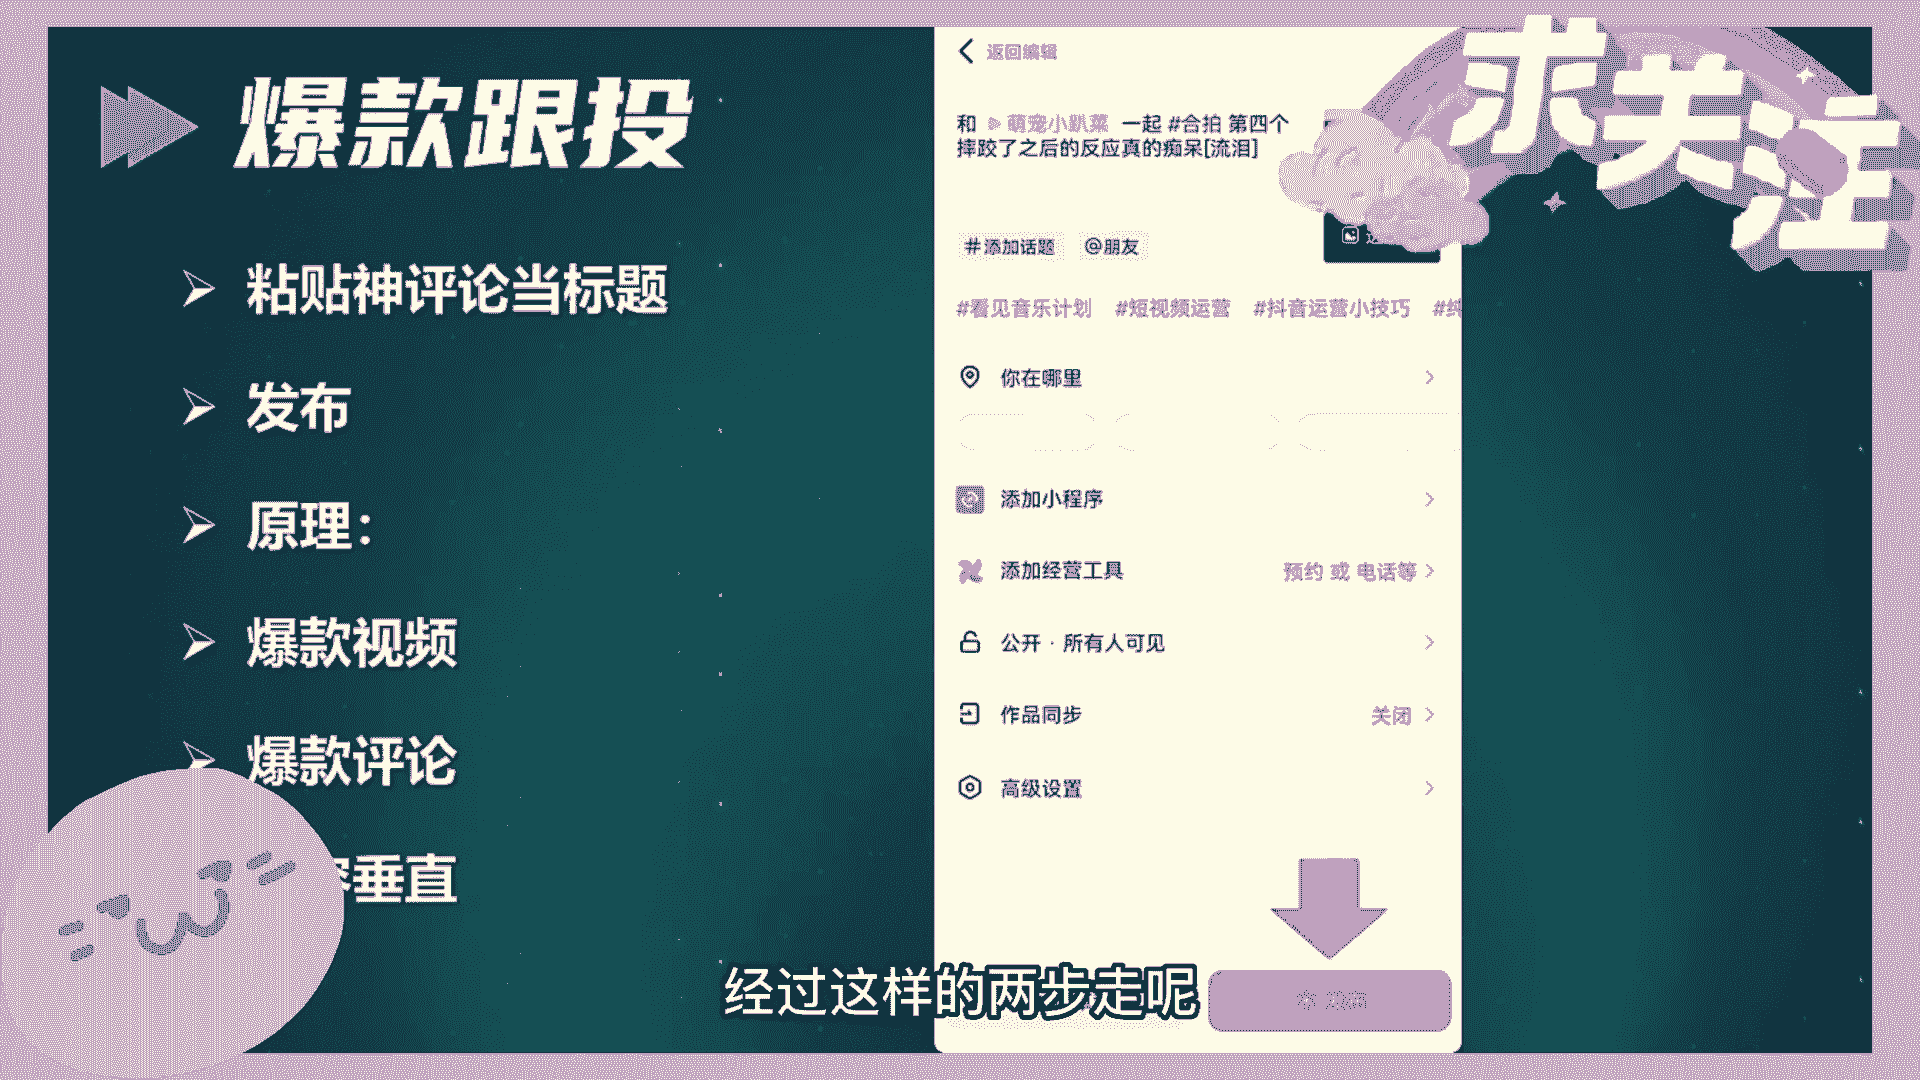 爆款跟投
粘贴神评论当标题
发布
原理：
爆款视频
爆款评论
垂直
返回编辑
和 萌宠小趴菜 一起 #合拍 第四个
摔跤了之后的反应真的痴呆[流泪]
#添加话题 @朋友
#看见音乐计划 #短视频运营 #抖音运营小技巧 #纯
你在哪里
添加小程序
添加经营工具 预约 或 电话等
公开 · 所有人可见
作品同步 关闭
高级设置
求关注
经过这样的两步走呢